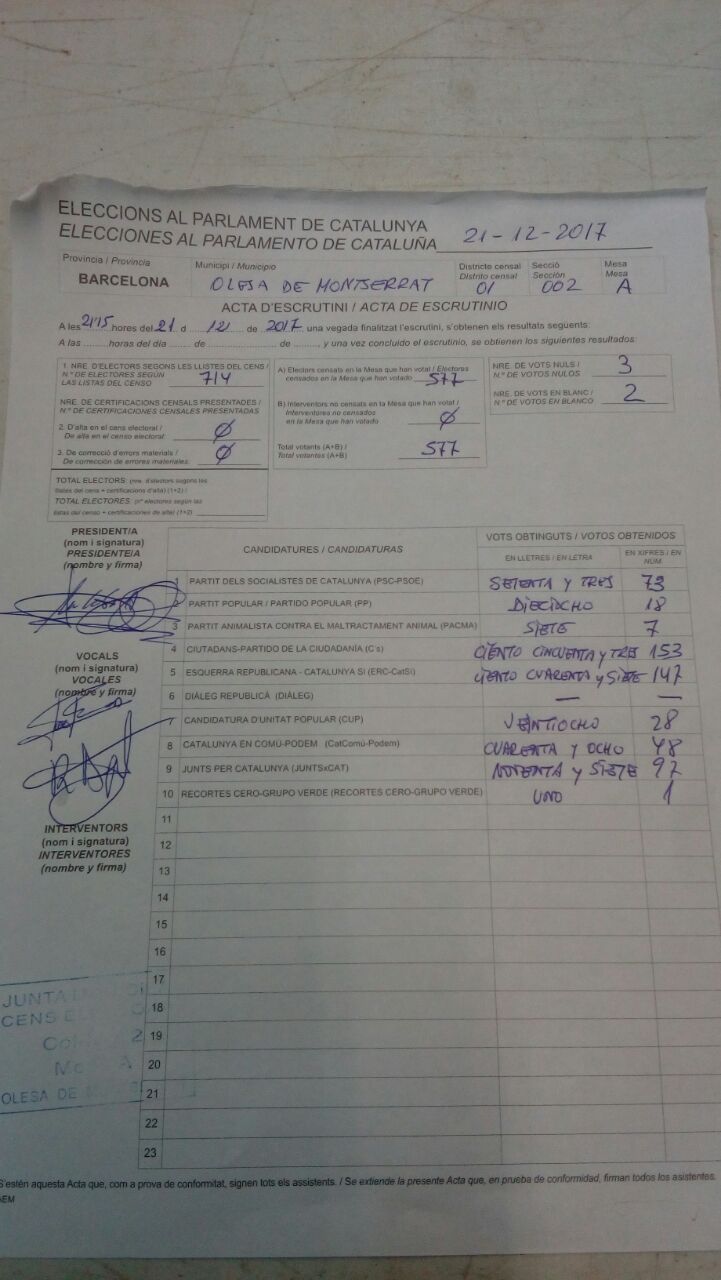 ELECCIONS AL PARLAMENT DE CATALUNYA
ELECCIONES AL PARLAMENTO DE CATALUÑA 21-12-2017
Provincia / Provincia Municipi / Municipio Districte censal Secció Mesa
Distrito censal Sección Mesa
BARCELONA OLESA DE MONTSERRAT 01 002 A
ACTA D'ESCRUTINI / ACTA DE ESCRUTINIO
A les 21'15 hores del 21 d 12 de 2017 una vegada finalitzat l'escrutini, s'obtenen els resultats següents:
A las ..........horas del día ........ de .................. de ..........., y una vez concluido el escrutinio, se obtienen los siguientes resultados:
1. NRE. D'ELECTORS SEGONS LES LLISTES DEL CENS /
N.º DE ELECTORES SEGÚN
LAS LISTAS DEL CENSO 714
NRE. DE CERTIFICACIONS CENSALS PRESENTADES /
N.º DE CERTIFICACIONES CENSALES PRESENTADAS
2. D'alta en el cens electoral /
De alta en el censo electoral: Ø
3. De correcció d'errors materials /
De corrección de errores materiales: Ø
TOTAL ELECTORS: (nre. d'electors segons les
llistes del cens + certificacions d'alta) (1+2) /
TOTAL ELECTORES: (nº electores según las
listas del censo + certificaciones de alta) (1+2)
A) Electors censats en la Mesa que han votat / Electores
censados en la Mesa que han votado 577
B) Interventors no censats en la Mesa que han votat /
Interventores no censados
en la Mesa que han votado Ø
Total votants (A+B) /
Total votantes (A+B) 577
NRE. DE VOTS NULS /
N.º DE VOTOS NULOS 3
NRE. DE VOTS EN BLANC /
N.º DE VOTOS EN BLANCO 2
PRESIDENT/A
(nom i signatura)
PRESIDENTE/A
(nombre y firma)
VOCALS
(nom i signatura)
VOCALES
(nombre y firma)
INTERVENTORS
(nom i signatura)
INTERVENTORES
(nombre y firma)
CANDIDATURES / CANDIDATURAS VOTS OBTINGUTS / VOTOS OBTENIDOS
EN LLETRES / EN LETRA EN XIFRES / EN NUM
1 PARTIT DELS SOCIALISTES DE CATALUNYA (PSC-PSOE) SETENTA Y TRES 73
2 PARTIT POPULAR / PARTIDO POPULAR (PP) DIECIOCHO 18
3 PARTIT ANIMALISTA CONTRA EL MALTRACTAMENT ANIMAL (PACMA) SIETE 7
4 CIUTADANS-PARTIDO DE LA CIUDADANÍA (C's) CIENTO CINCUENTA Y TRES 153
5 ESQUERRA REPUBLICANA - CATALUNYA SÍ (ERC-CatSí) CIENTO CUARENTA Y SIETE 147
6 DIÀLEG REPUBLICÀ (DIÀLEG) — —
7 CANDIDATURA D'UNITAT POPULAR (CUP) VEINTIOCHO 28
8 CATALUNYA EN COMÚ-PODEM (CatComú-Podem) CUARENTA Y OCHO 48
9 JUNTS PER CATALUNYA (JUNTSxCAT) NOVENTA Y SIETE 97
10 RECORTES CERO-GRUPO VERDE (RECORTES CERO-GRUPO VERDE) UNO 1
11
12
13
14
15
16
17
18
19
20
21
22
23
JUNTA
CENS
2
A
OLESA DE
S'estén aquesta Acta que, com a prova de conformitat, signen tots els assistents. / Se extiende la presente Acta que, en prueba de conformidad, firman todos los asistentes.